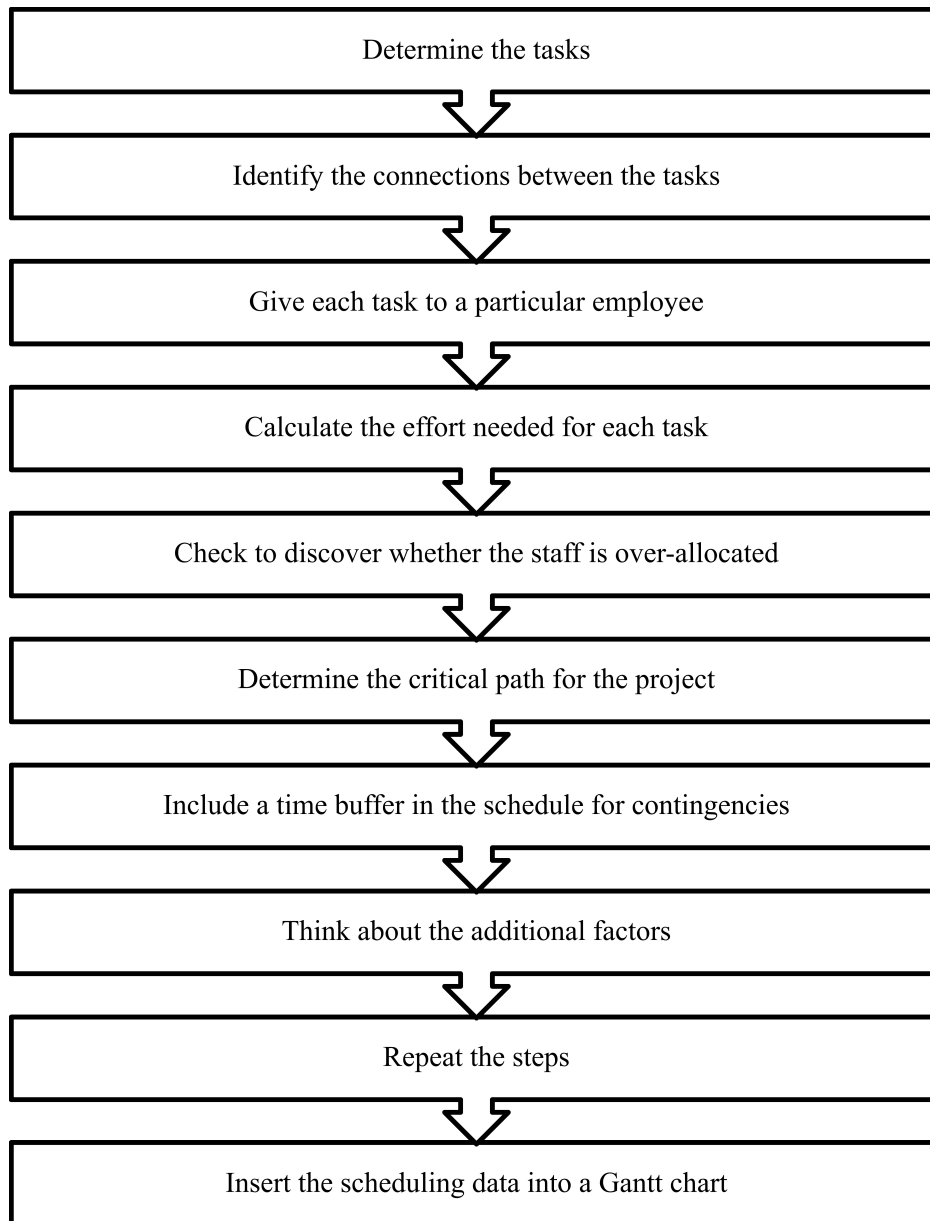 Determine the tasks
Identify the connections between the tasks
Give each task to a particular employee
Calculate the effort needed for each task
Check to discover whether the staff is over-allocated
Determine the critical path for the project
Include a time buffer in the schedule for contingencies
Think about the additional factors
Repeat the steps
Insert the scheduling data into a Gantt chart